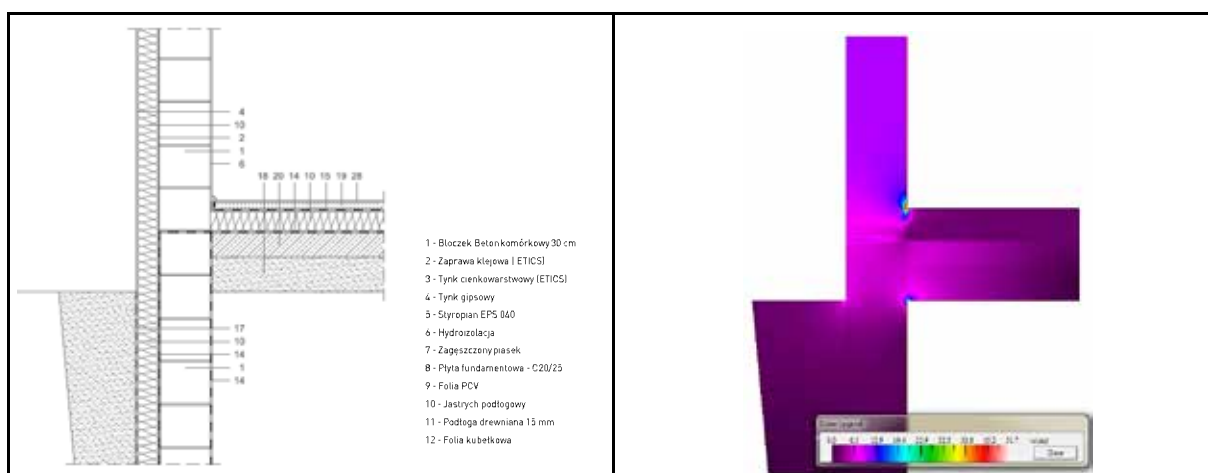 4
10
2
1
6
18 20 14 10 15 19 28
17
10
14
1
14
1 - Bloczek Betonkomórkowy 30 cm
2 - Zaprawa klejowa ( ETICS)
3 - Tynk cienkowarstwowy (ETICS)
4 - Tynk gipsowy
5 - Styropian EPS 040
6 - Hydroizolacja
7 - Zagęszczony piasek
8 - Płyta fundamentowa - C20/25
9 - Folia PCV
10 - Jastrych podłogowy
11 - Podłoga drewniana 15 mm
12 - Folia kubełkowa